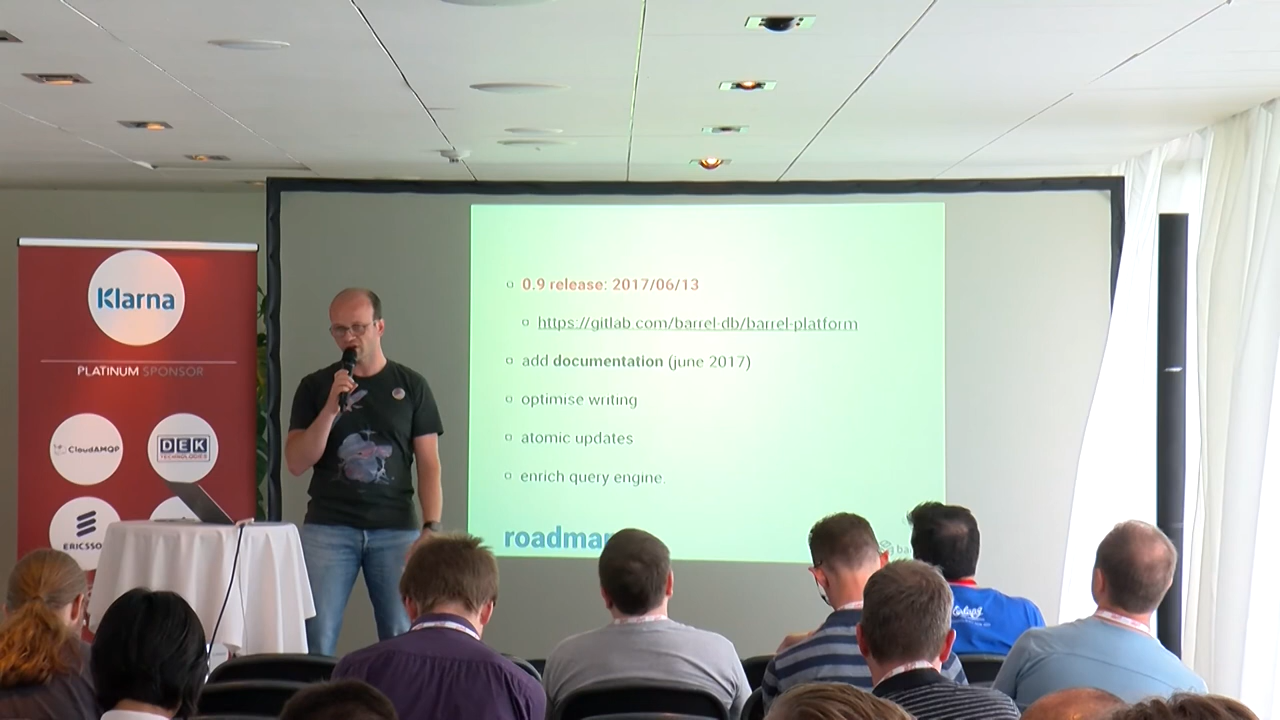 Klarna
PLATINUM SPONSOR
CloudAMQP
DEK
TECHNOLOGIES
0.9 release: 2017/06/13
https://gitlab.com/barrel-db/barrel-platform
add documentation (june 2017)
optimise writing
atomic updates
enrich query engine.